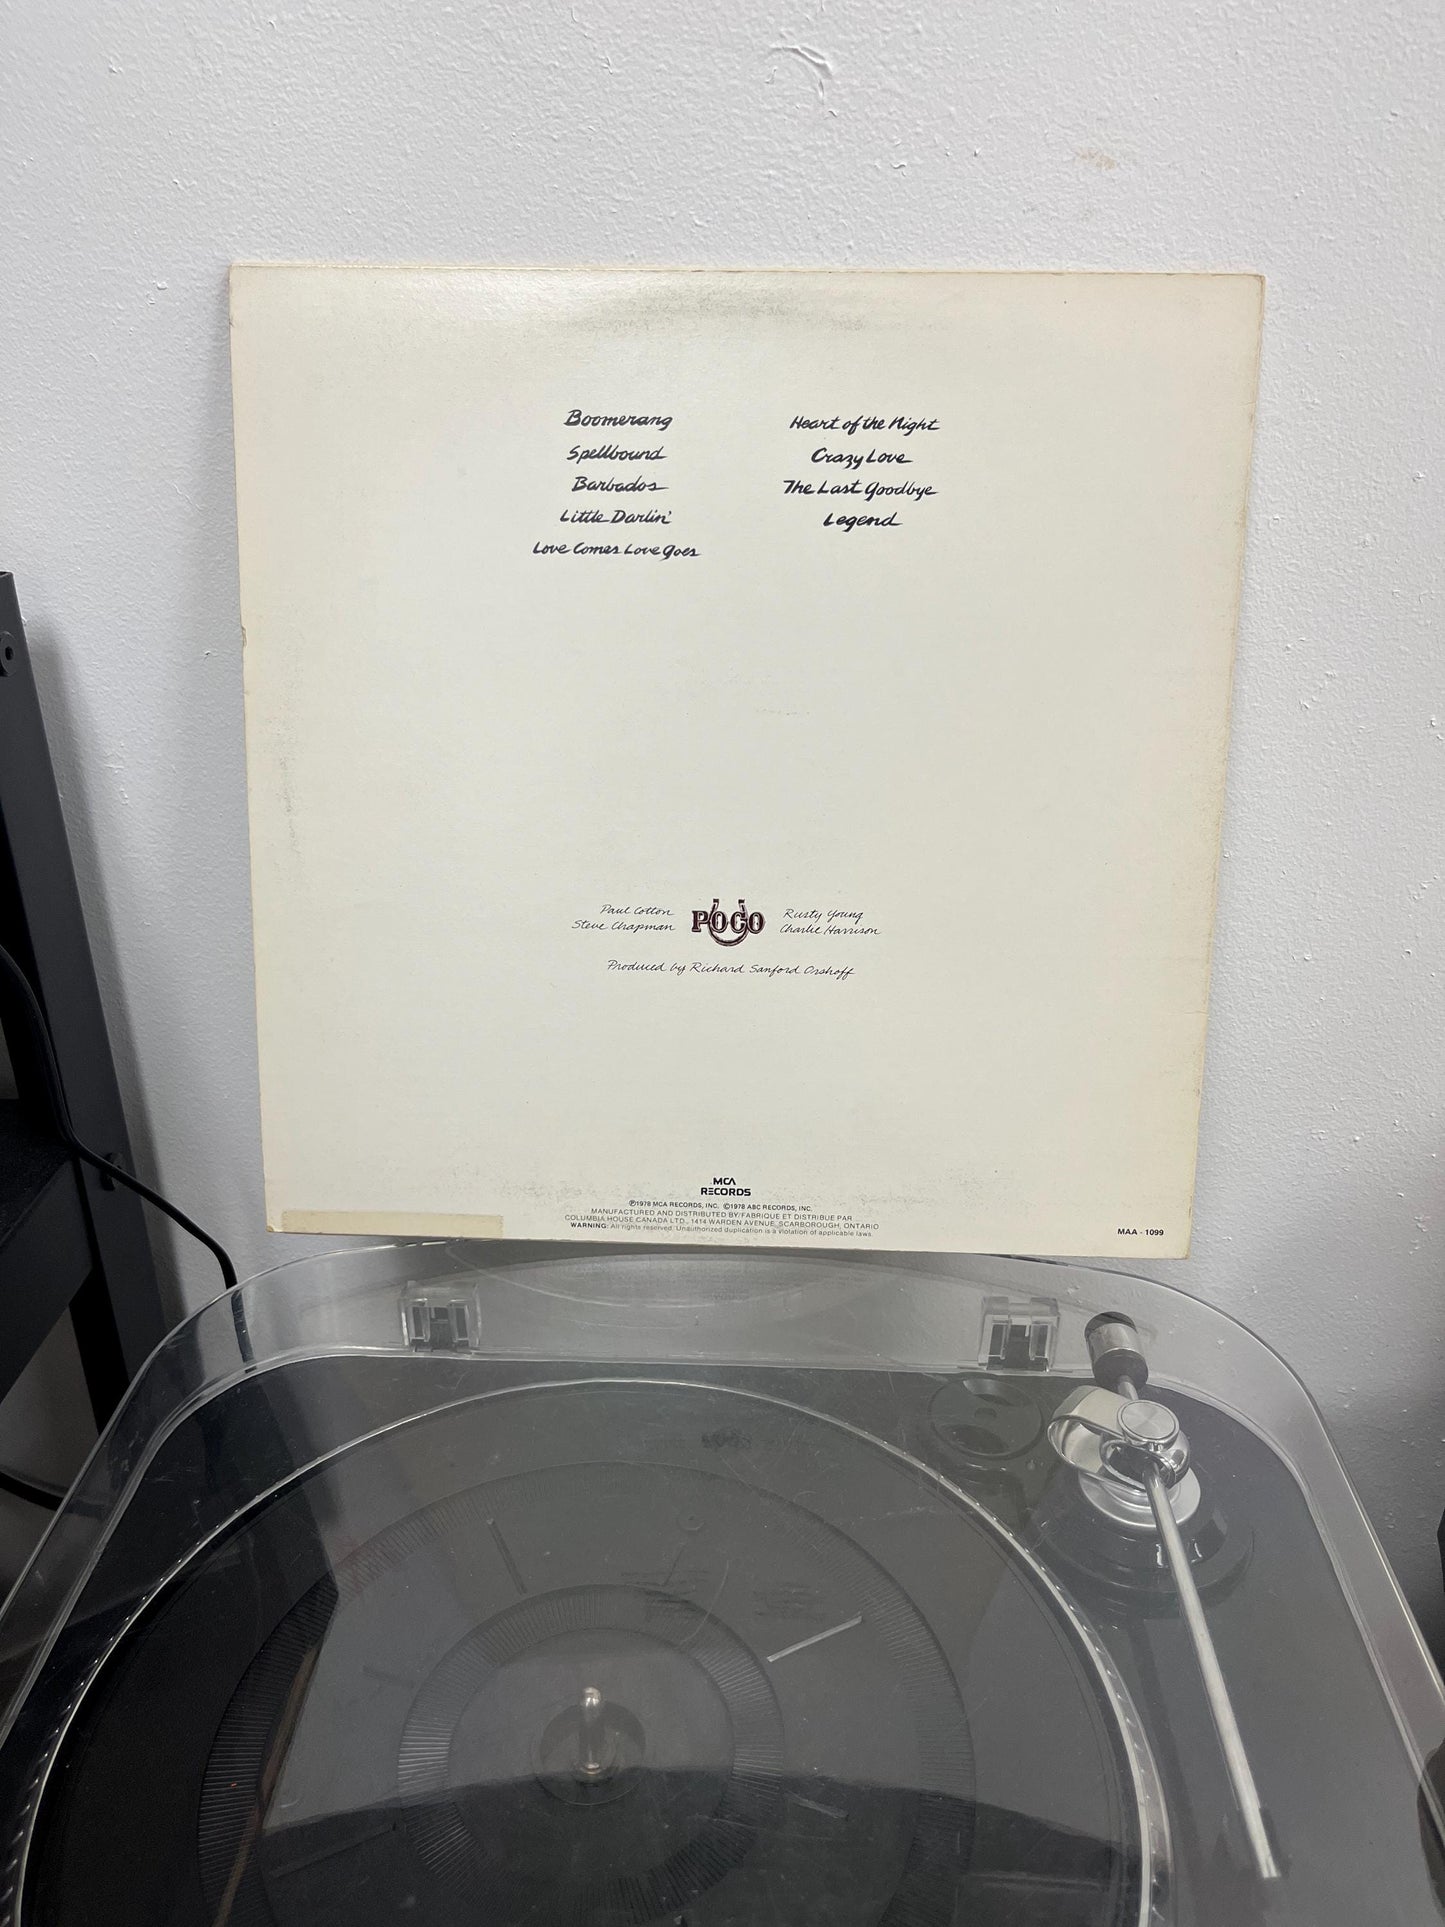 Boomerang
Spellbound
Barbados
Little Darlin'
Love Comes Love Goes
Heart of the Night
Crazy Love
The Last Goodbye
Legend
Paul Cotton
Steve Chapman
POCO
Rusty Young
Charlie Harrison
Produced by Richard Sanford Orshoff
MCA
RECORDS
℗1978 MCA RECORDS, INC. ©1978 ABC RECORDS, INC.
MANUFACTURED AND DISTRIBUTED BY/FABRIQUE ET DISTRIBUE PAR
COLUMBIA HOUSE CANADA LTD., 1414 WARDEN AVENUE, SCARBOROUGH, ONTARIO
WARNING: All rights reserved. Unauthorized duplication is a violation of applicable laws.
MAA - 1099